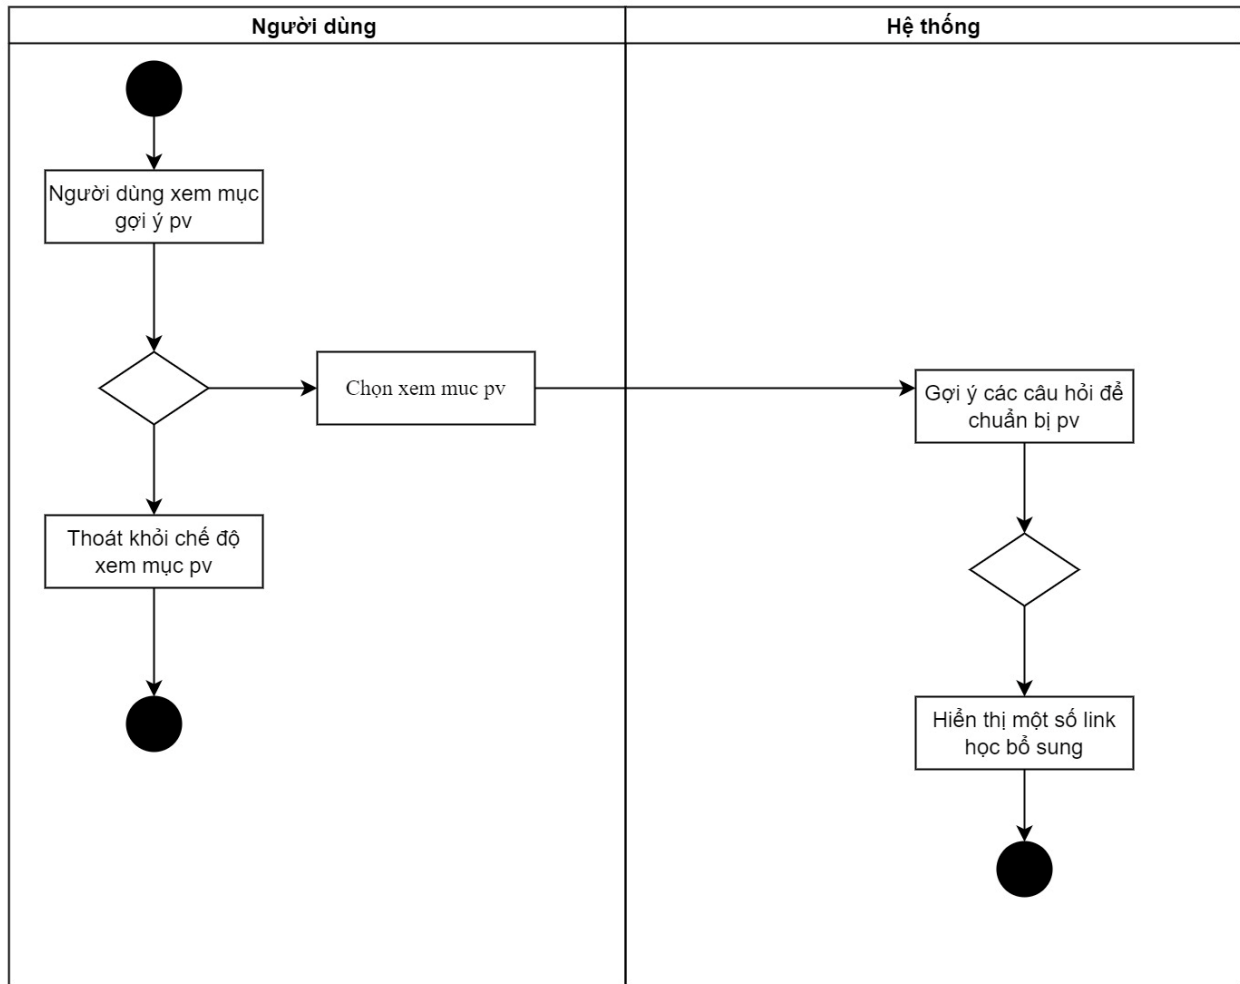 Người dùng
Hệ thống
Người dùng xem mục
gợi ý pv
Chọn xem muc pv
Gợi ý các câu hỏi để
chuẩn bị pv
Thoát khỏi chế độ
xem mục pv
Hiển thị một số link
học bổ sung